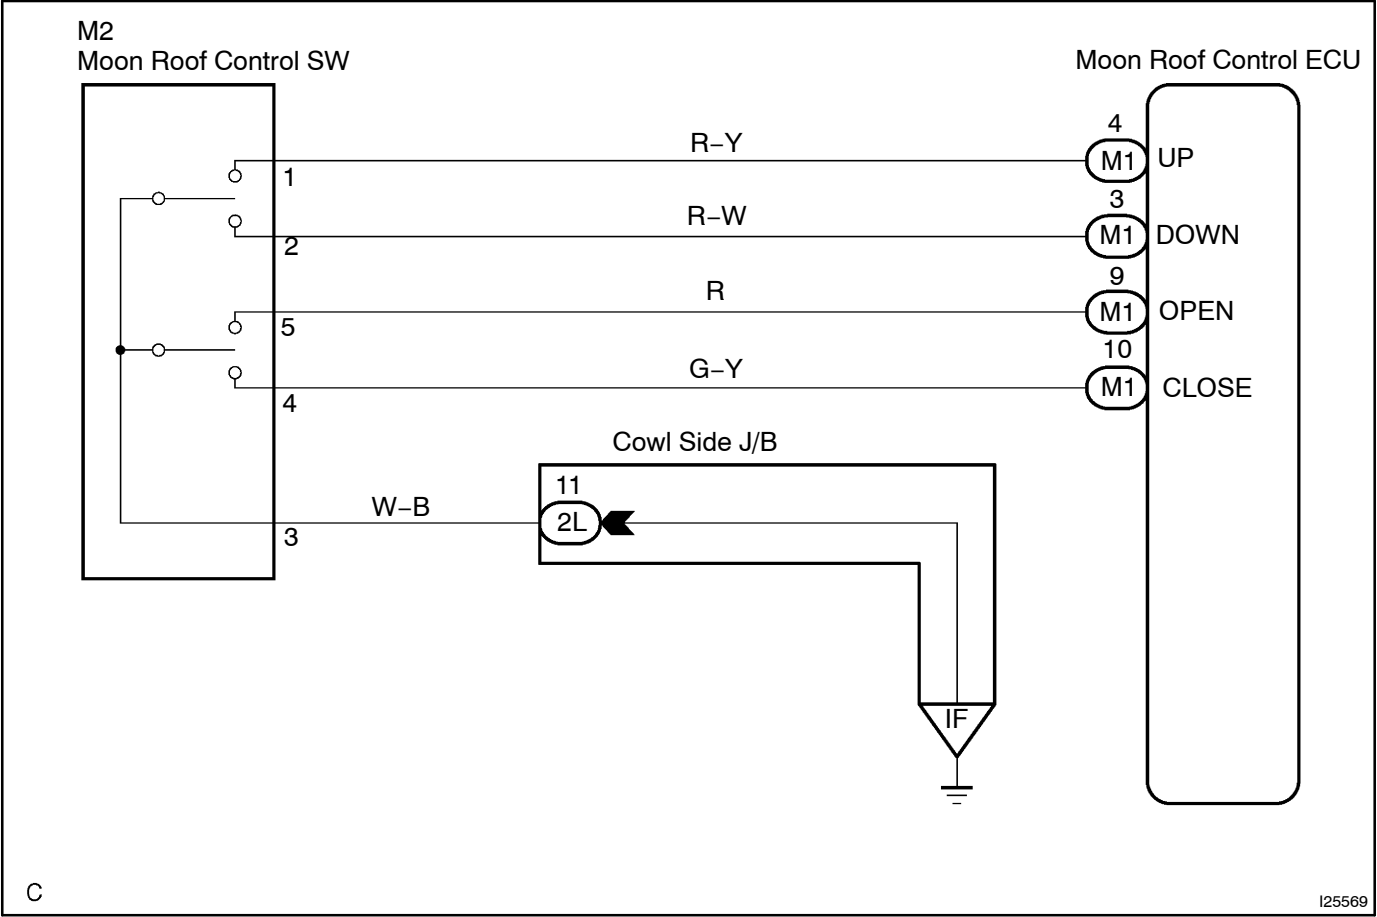 M2
Moon Roof Control SW
Moon Roof Control ECU
R–Y
1
4
M1
UP
R–W
2
3
M1
DOWN
R
5
9
M1
OPEN
G–Y
4
10
M1
CLOSE
Cowl Side J/B
W–B
3
11
2L
IF
C
I25569